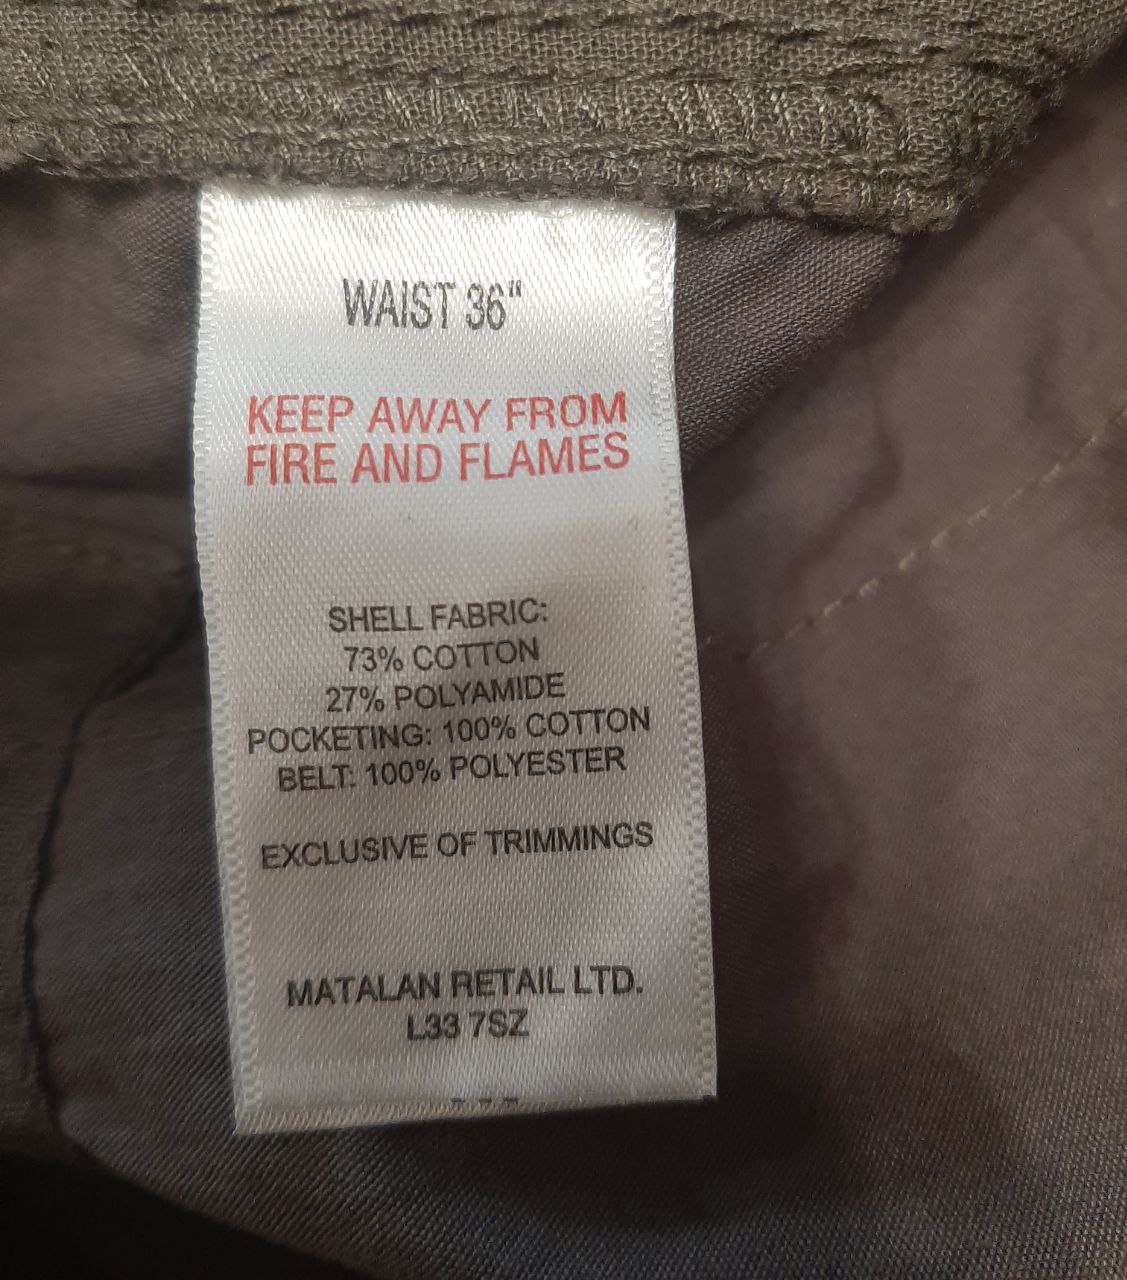 WAIST 36"
KEEP AWAY FROM
FIRE AND FLAMES
SHELL FABRIC:
73% COTTON
27% POLYAMIDE
POCKETING: 100% COTTON
BELT: 100% POLYESTER
EXCLUSIVE OF TRIMMINGS
MATALAN RETAIL LTD.
L33 7SZ